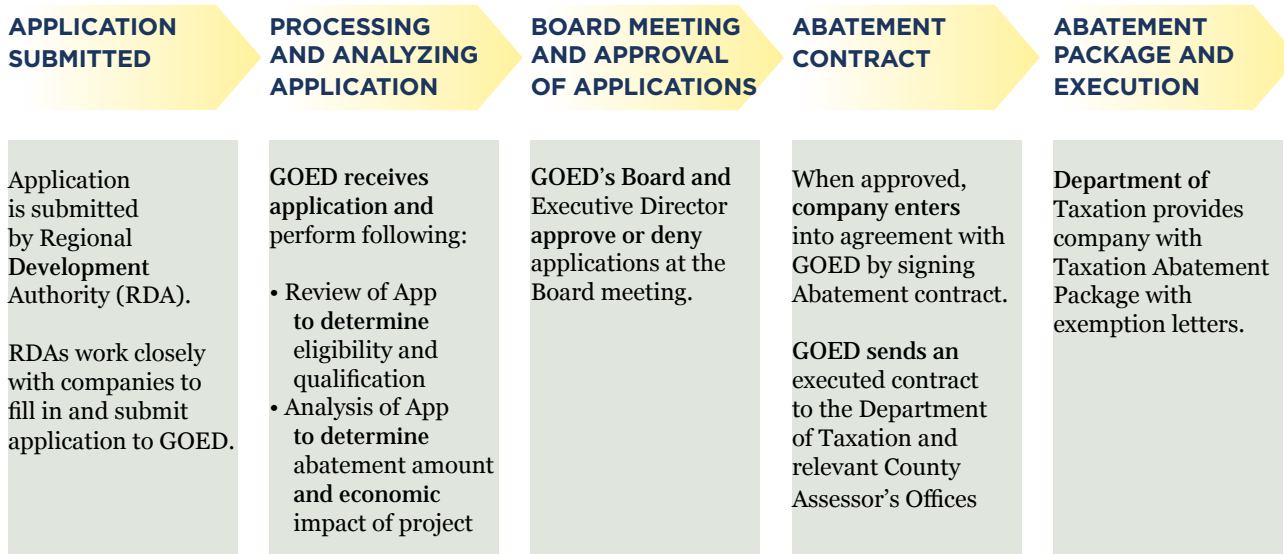 APPLICATION
SUBMITTED
PROCESSING
AND ANALYZING
APPLICATION
BOARD MEETING
AND APPROVAL
OF APPLICATIONS
ABATEMENT
CONTRACT
ABATEMENT
PACKAGE AND
EXECUTION
Application
is submitted
by Regional
Development
Authority (RDA).
RDAs work closely
with companies to
fill in and submit
application to GOED.
GOED receives
application and
perform following:
• Review of App
to determine
eligibility and
qualification
• Analysis of App
to determine
abatement amount
and economic
impact of project
GOED’s Board and
Executive Director
approve or deny
applications at the
Board meeting.
When approved,
company enters
into agreement with
GOED by signing
Abatement contract.
GOED sends an
executed contract
to the Department
of Taxation and
relevant County
Assessor’s Offices
Department of
Taxation provides
company with
Taxation Abatement
Package with
exemption letters.